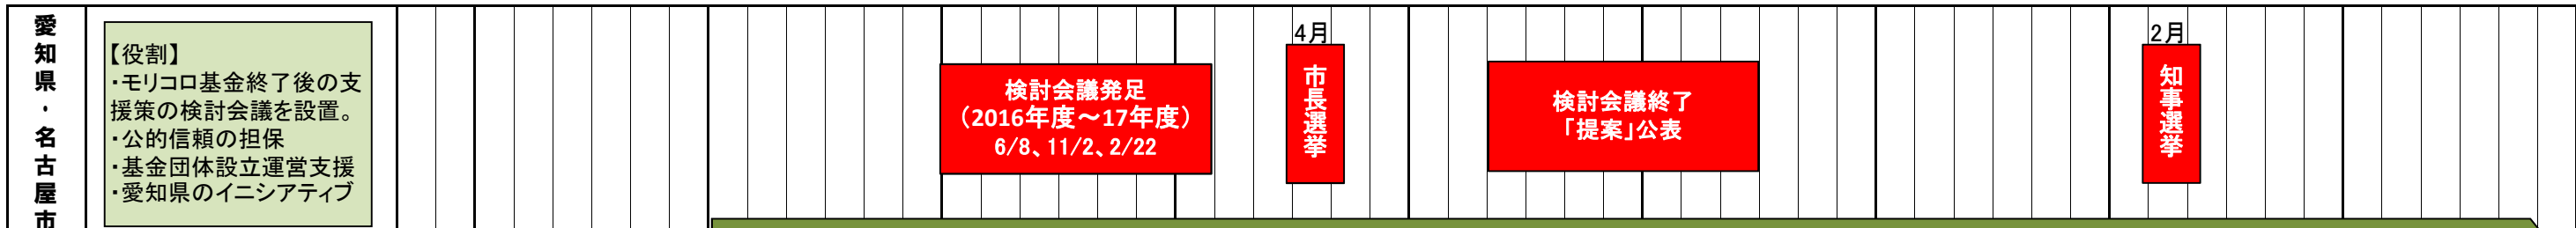 愛知県・名古屋市
【役割】
・モリコロ基金終了後の支
援策の検討会議を設置。
・公的信頼の担保
・基金団体設立運営支援
・愛知県のイニシアティブ
検討会議発足
（2016年度～17年度）
6/8、11/2、2/22
4月
市長選挙
検討会議終了
「提案」公表
2月
知事選挙